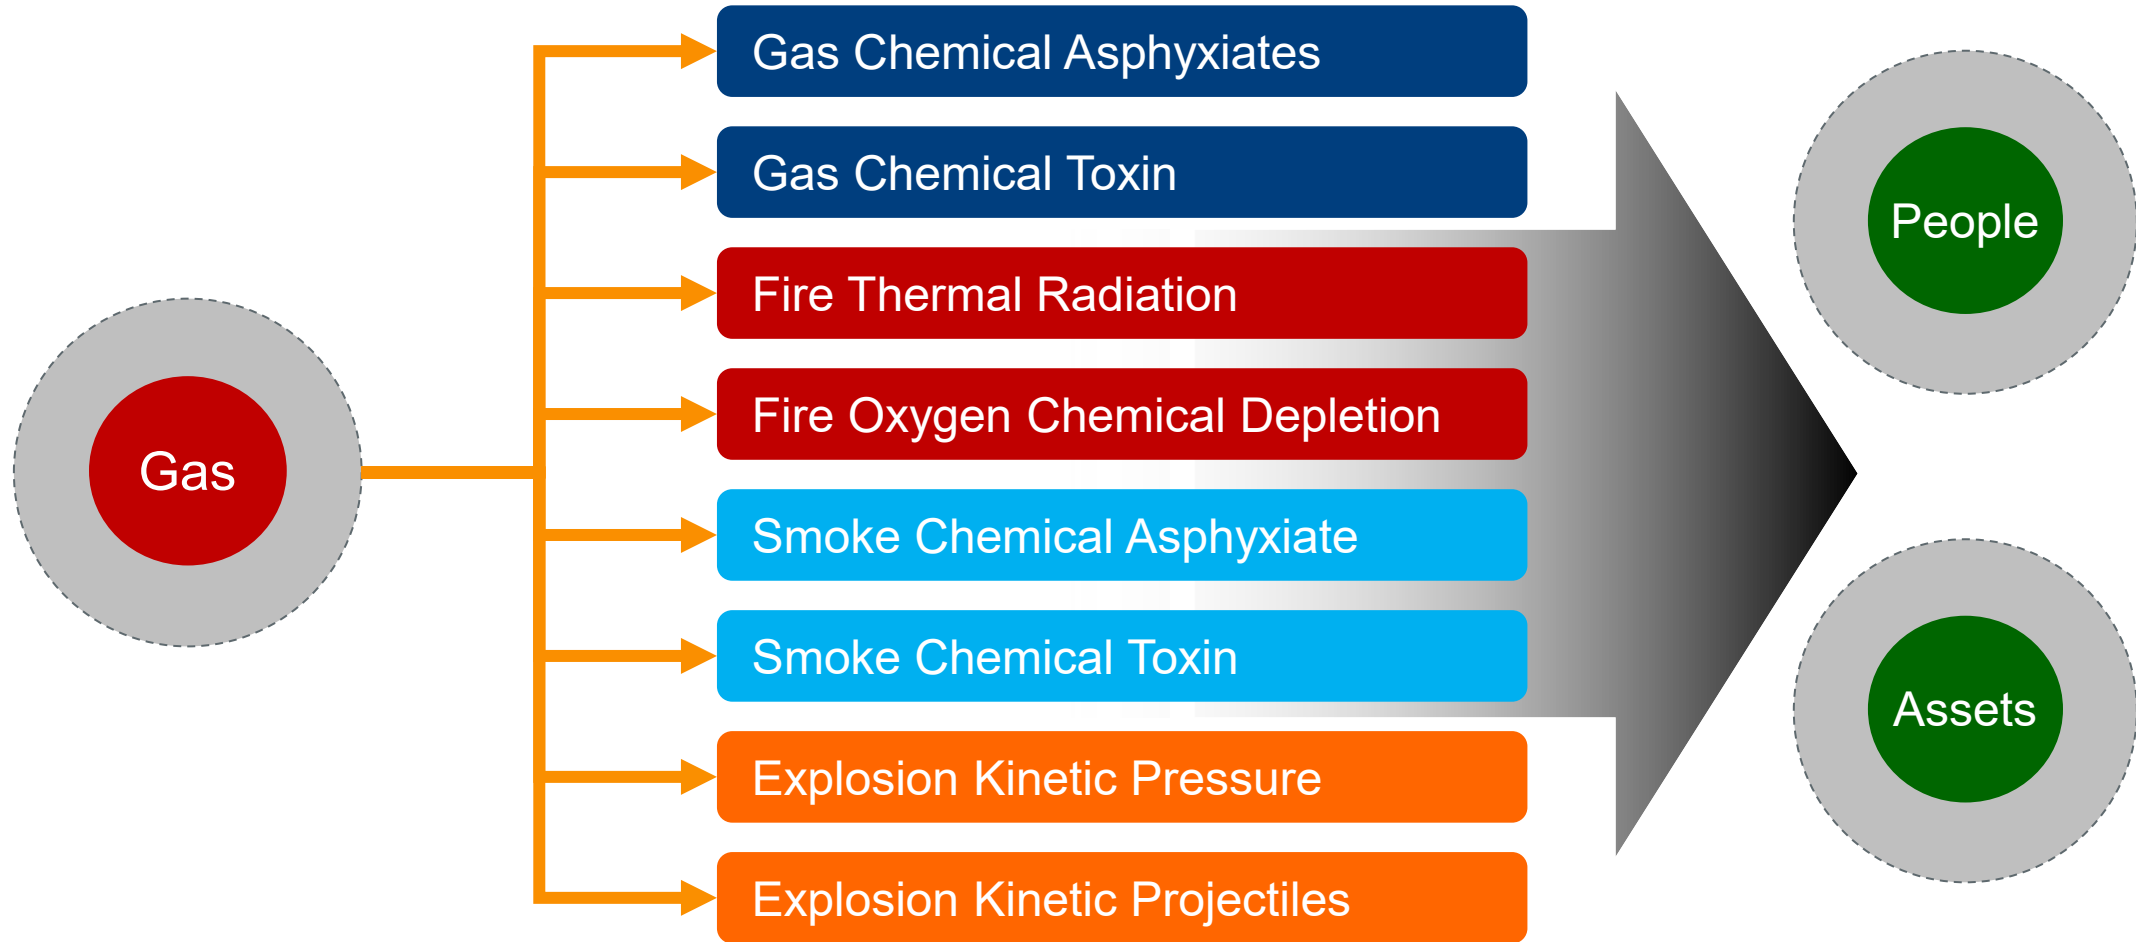 Gas
Gas Chemical Asphyxiates
Gas Chemical Toxin
Fire Thermal Radiation
Fire Oxygen Chemical Depletion
Smoke Chemical Asphyxiate
Smoke Chemical Toxin
Explosion Kinetic Pressure
Explosion Kinetic Projectiles
People
Assets